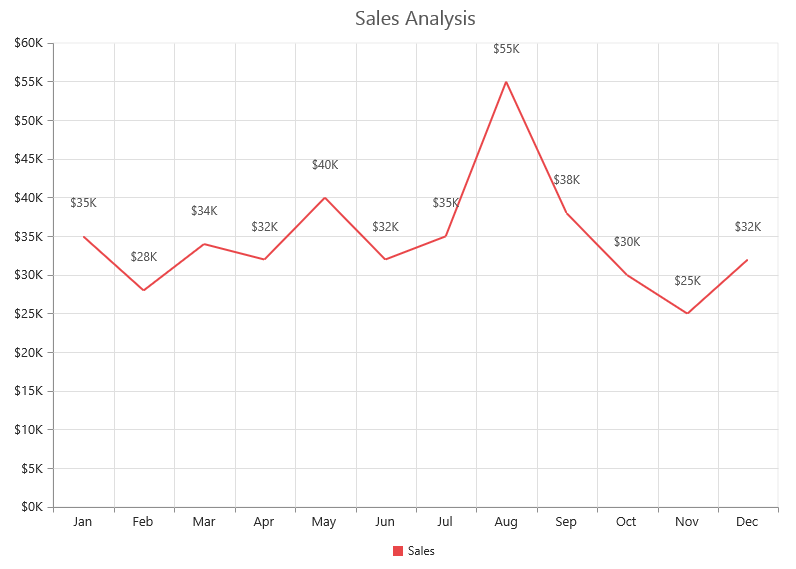 Sales Analysis
$60K
$55K
$50K
$45K
$40K
$35K
$30K
$25K
$20K
$15K
$10K
$5K
$0K
$35K
$28K
$34K
$32K
$40K
$32K
$35K
$55K
$38K
$30K
$25K
$32K
Jan Feb Mar Apr May Jun Jul Aug Sep Oct Nov Dec
Sales